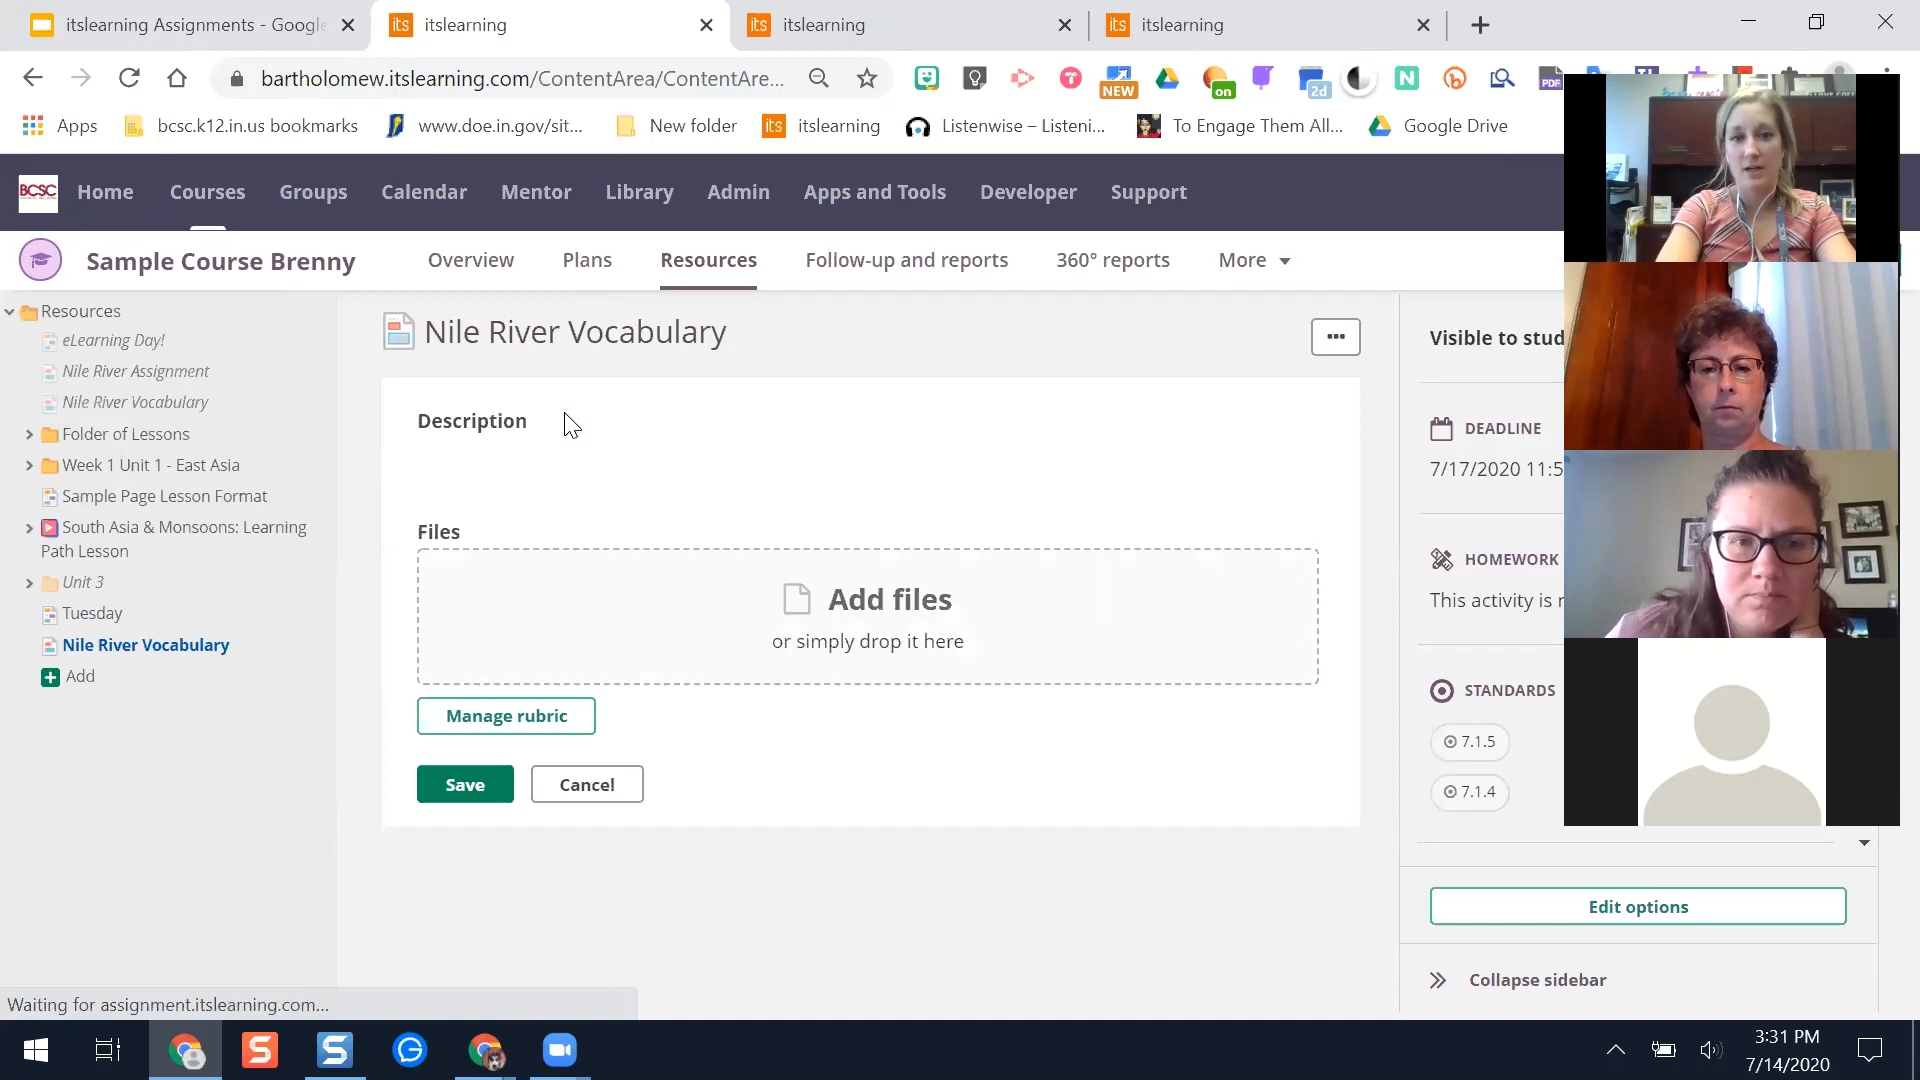 itslearning Assignments - Google
itslearning
itslearning
itslearning
bartholomew.itslearning.com/ContentArea/ContentAre...
NEW
on
2d
N
PDF
Apps
bcsc.k12.in.us bookmarks
www.doe.in.gov/sit...
New folder
its
itslearning
Listenwise – Listeni...
To Engage Them All...
Google Drive
BCSC
Home
Courses
Groups
Calendar
Mentor
Library
Admin
Apps and Tools
Developer
Support
Sample Course Brenny
Overview
Plans
Resources
Follow-up and reports
360° reports
More
Resources
eLearning Day!
Nile River Assignment
Nile River Vocabulary
Folder of Lessons
Week 1 Unit 1 - East Asia
Sample Page Lesson Format
South Asia & Monsoons: Learning
Path Lesson
Unit 3
Tuesday
Nile River Vocabulary
Add
Nile River Vocabulary
Description
Files
Add files
or simply drop it here
Manage rubric
Save
Cancel
Visible to stud
DEADLINE
7/17/2020 11:5
HOMEWORK
This activity is
STANDARDS
7.1.5
7.1.4
Edit options
Collapse sidebar
Waiting for assignment.itslearning.com...
3:31 PM
7/14/2020